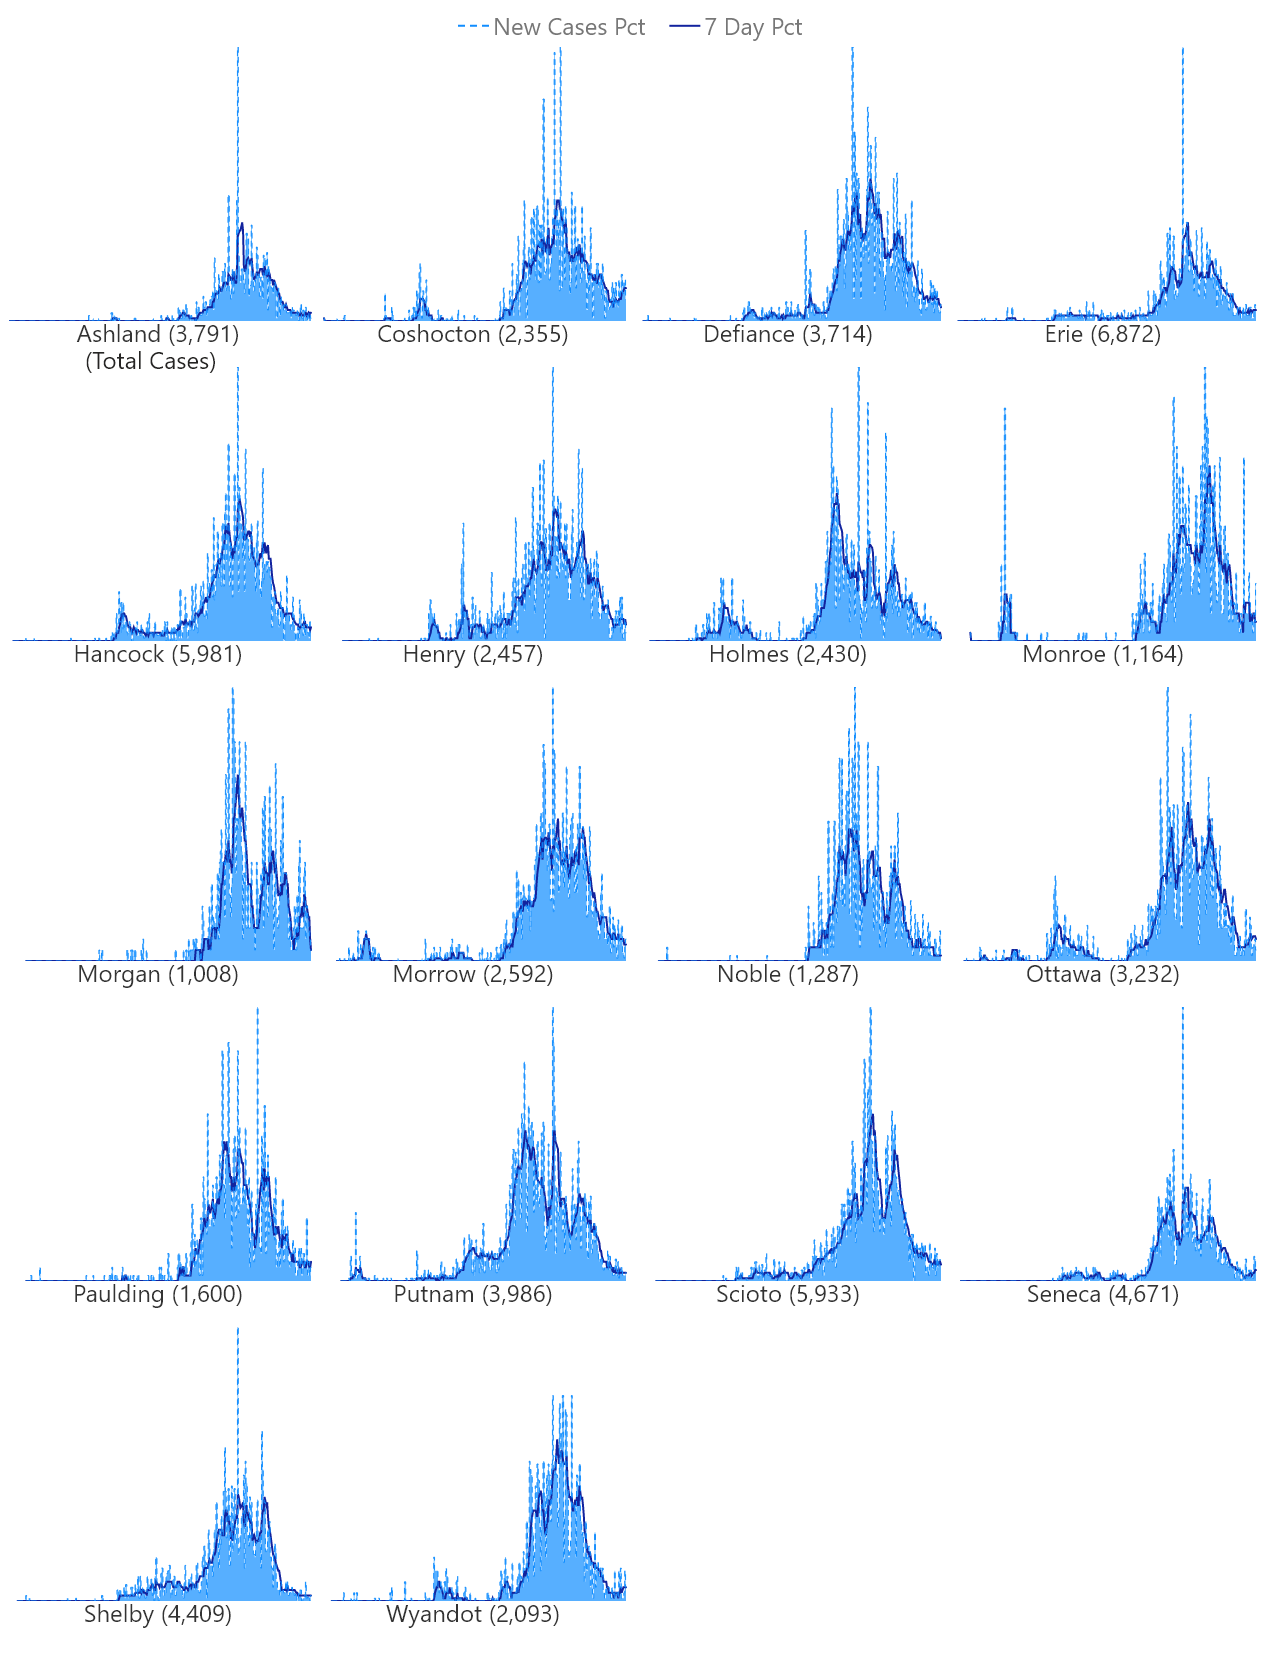 New Cases Pct 7 Day Pct
Ashland (3,791) Coshocton (2,355) Defiance (3,714) Erie (6,872)
(Total Cases)
Hancock (5,981) Henry (2,457) Holmes (2,430) Monroe (1,164)
Morgan (1,008) Morrow (2,592) Noble (1,287) Ottawa (3,232)
Paulding (1,600) Putnam (3,986) Scioto (5,933) Seneca (4,671)
Shelby (4,409) Wyandot (2,093)